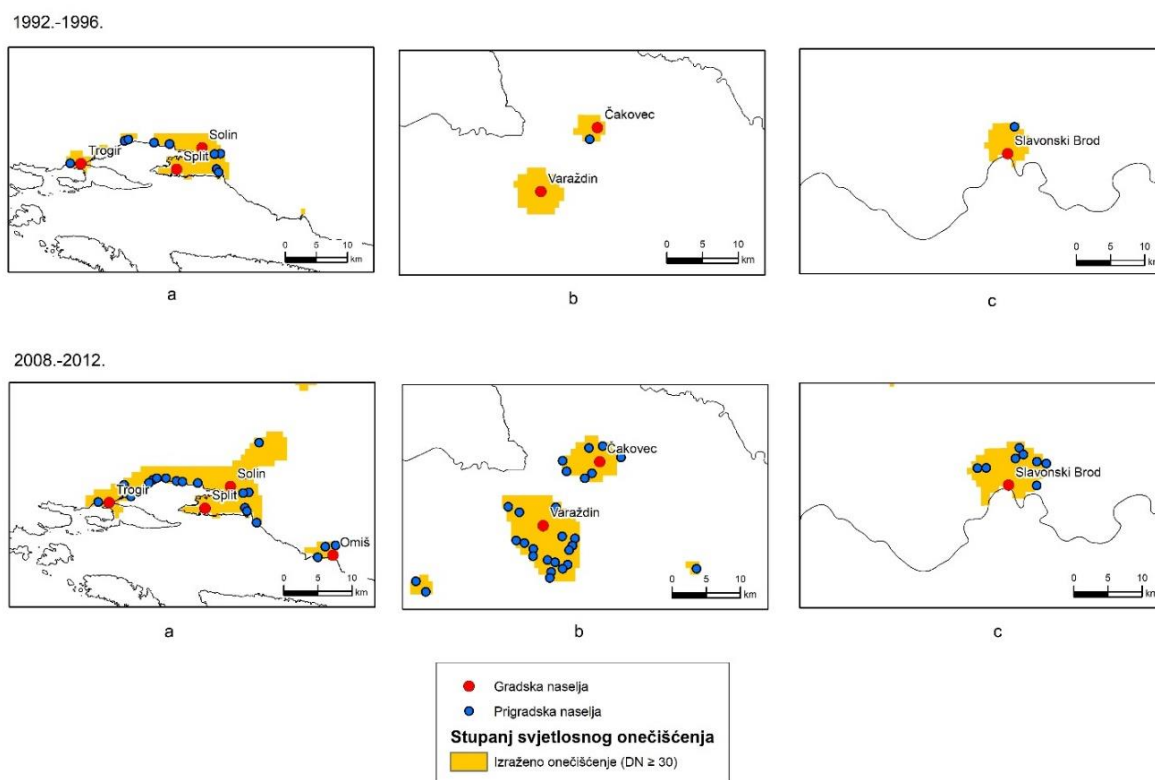 1992.-1996.
Solin
Trogir
Split
0 5 10
km
a
Čakovec
Varaždin
0 5 10
km
b
Slavonski Brod
0 5 10
km
c
2008.-2012.
Solin
Trogir
Split
Omiš
0 5 10
km
a
Čakovec
Varaždin
0 5 10
km
b
Slavonski Brod
0 5 10
km
c
Gradska naselja
Prigradska naselja
Stupanj svjetlosnog onečišćenja
Izraženo onečišćenje (DN ≥ 30)